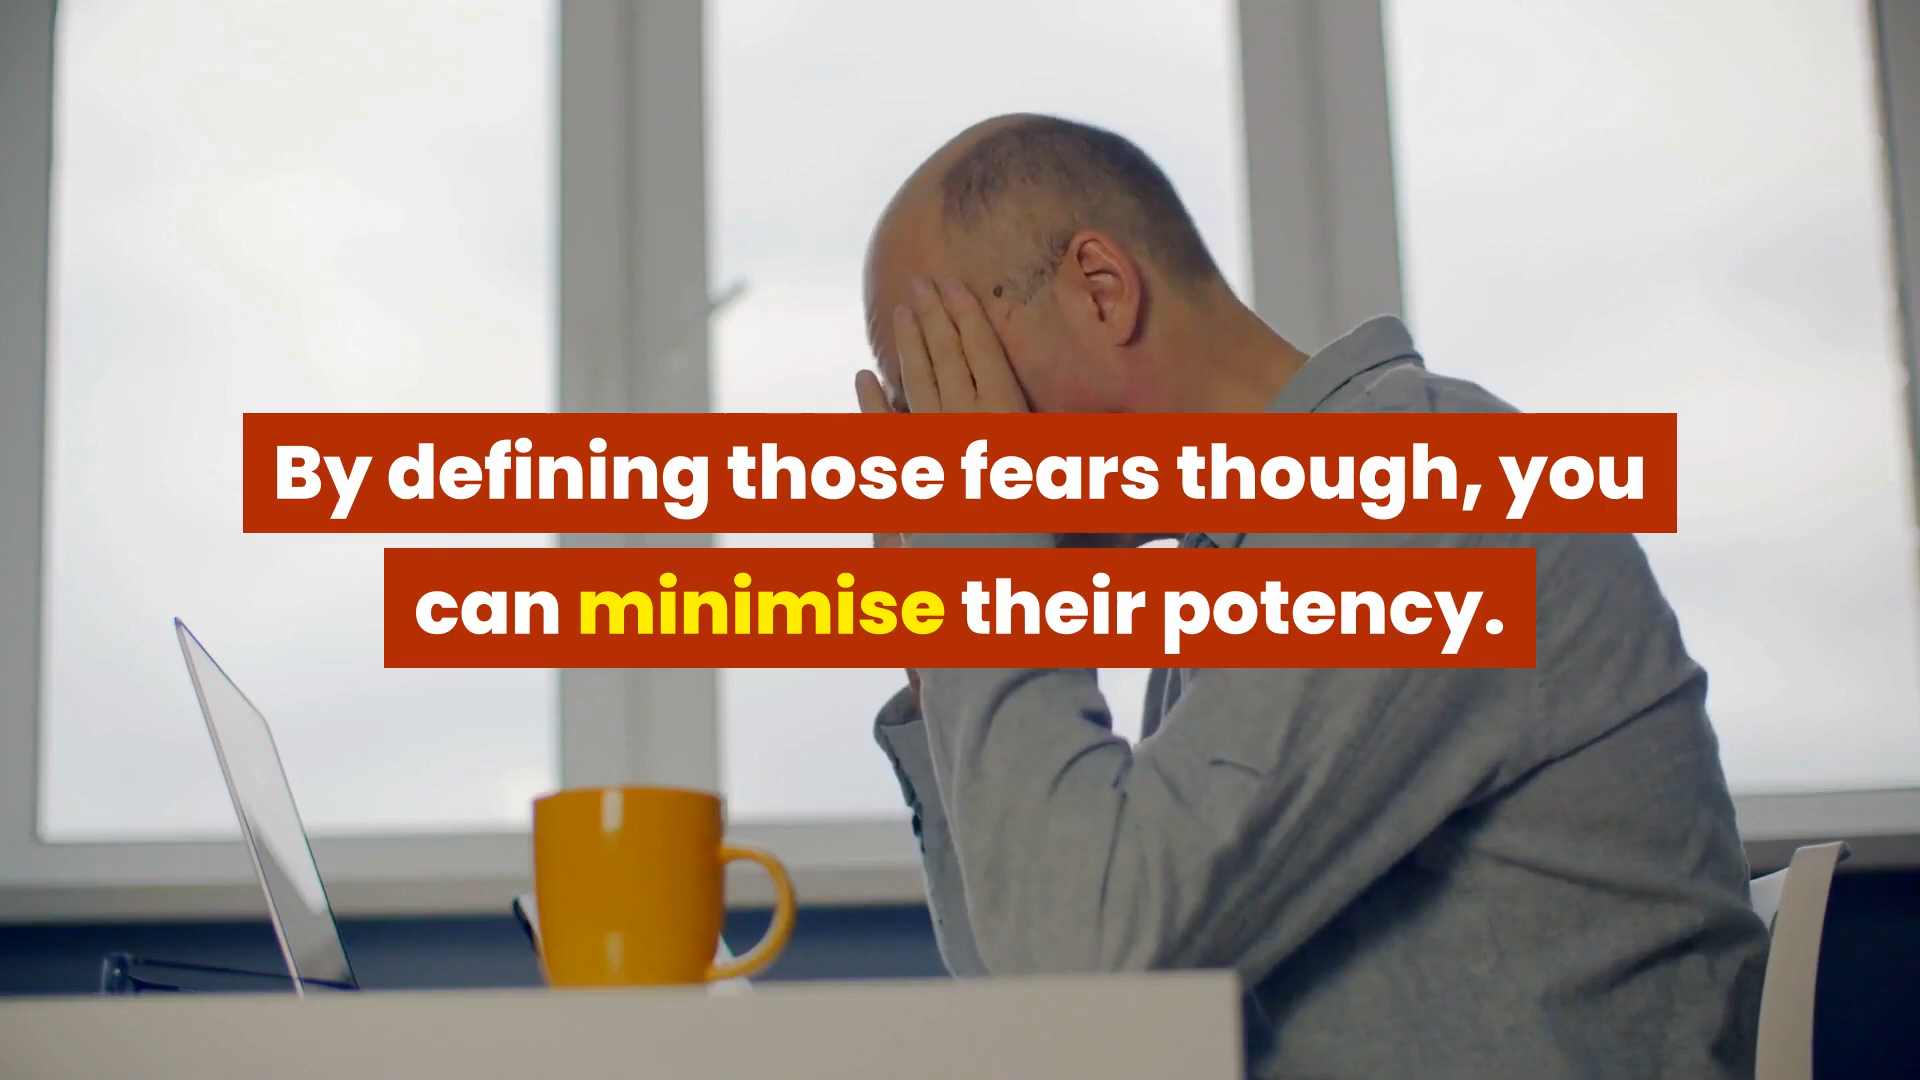 By defining those fears though, you
can minimise their potency.